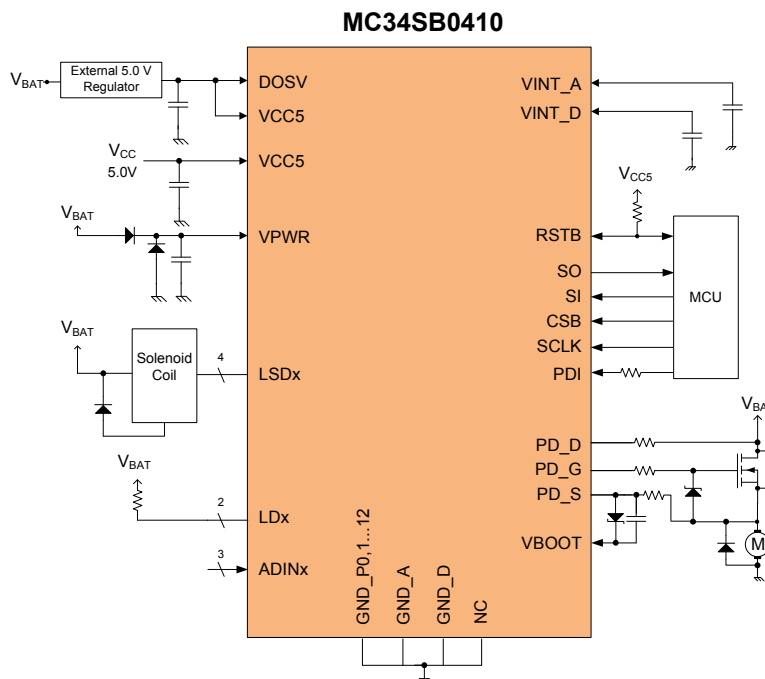 MC34SB0410
VBAT
External 5.0 V
Regulator
DOSV
VCC5
VCC
5.0V
VCC5
VBAT
VPWR
VBAT
Solenoid
Coil
4
LSDx
VBAT
2
LDx
3
ADINx
GND_P0,1...12
GND_A
GND_D
NC
VINT_A
VINT_D
VCC5
RSTB
SO
SI
CSB
SCLK
PDI
MCU
VBA
PD_D
PD_G
PD_S
VBOOT
M